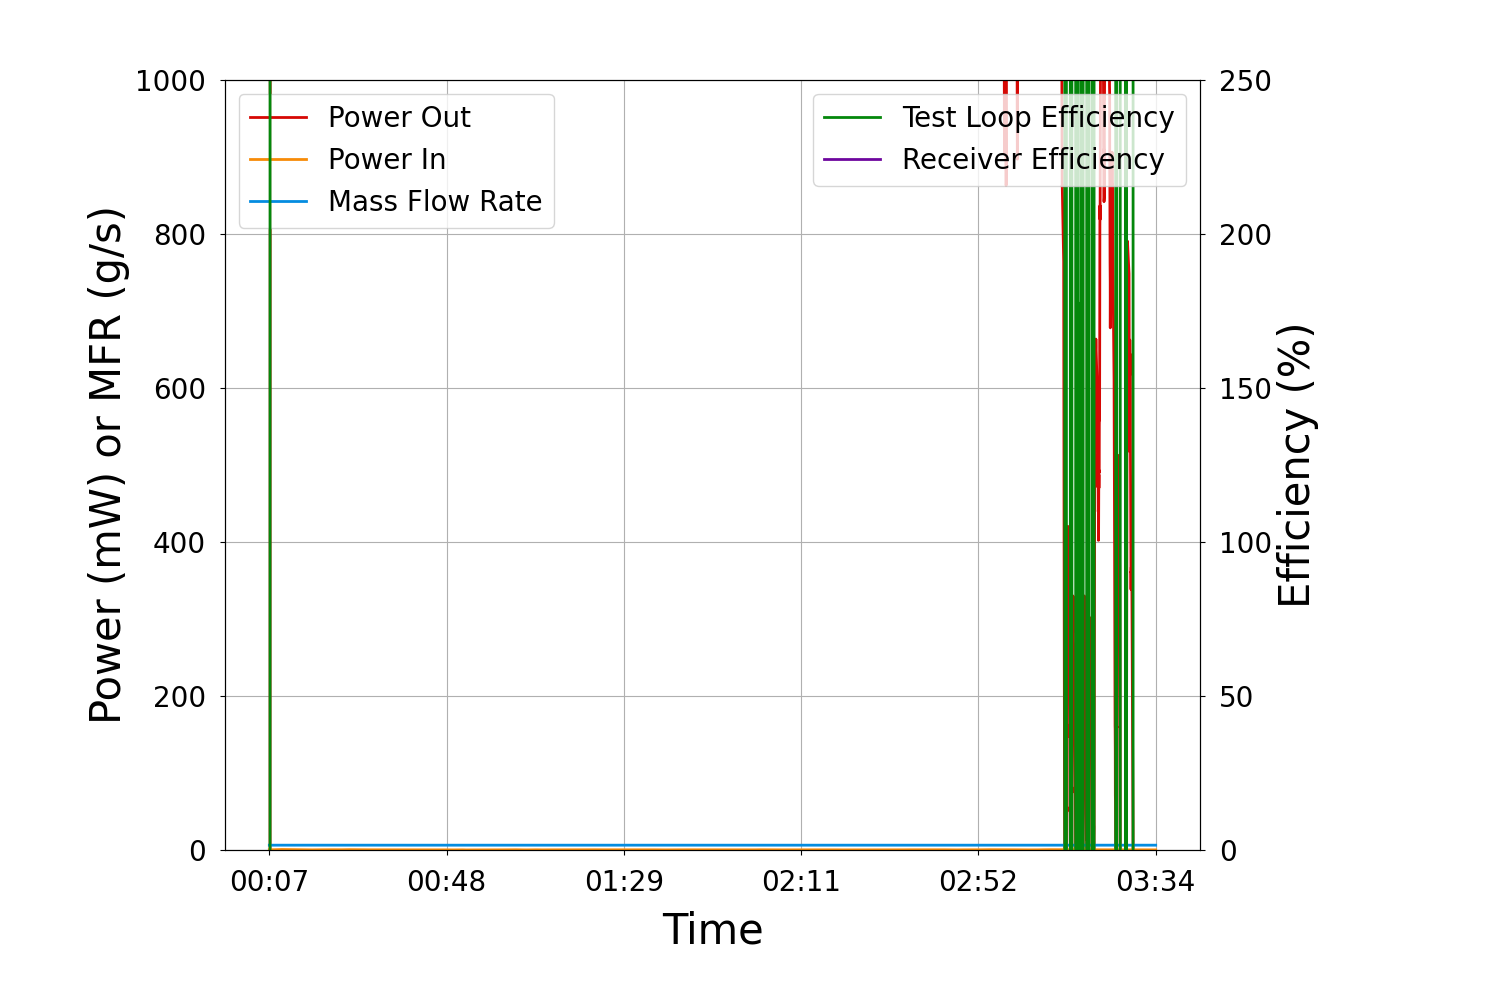 1000
800
600
400
200
0
Power (mW) or MFR (g/s)
Power Out
Power In
Mass Flow Rate
Test Loop Efficiency
Receiver Efficiency
250
200
150
100
50
0
Efficiency (%)
00:07 00:48 01:29 02:11 02:52 03:34
Time